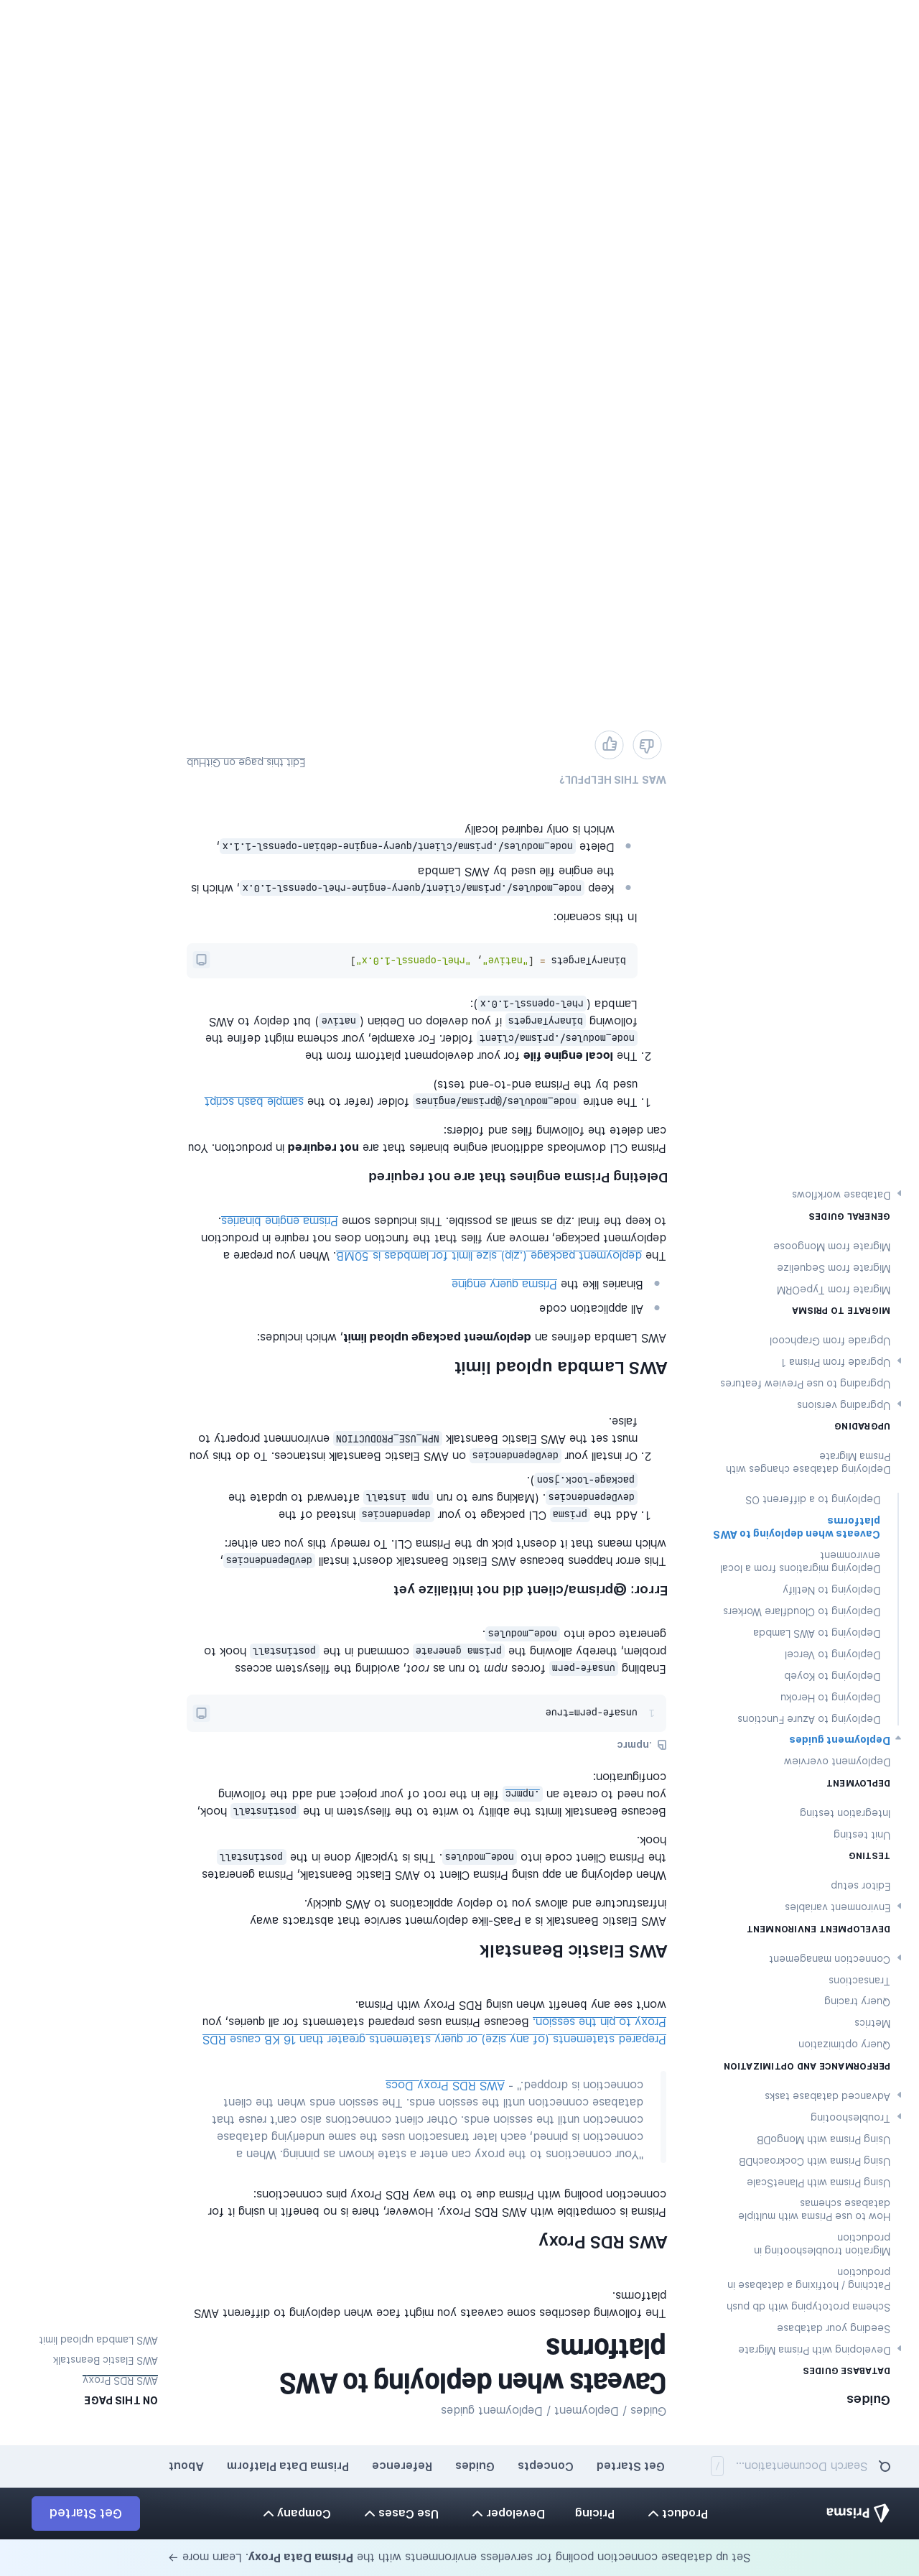 Set up database connection pooling for serverless environments with the Prisma Data Proxy. Learn more →
Prisma
Product
Pricing
Developer
Use Cases
Company
Get Started
Search Documentation... /
Get Started
Concepts
Guides
Reference
Prisma Data Platform
About
Guides
DATABASE GUIDES
Developing with Prisma Migrate
Seeding your database
Schema prototyping with db push
Patching / hotfixing a database in
production
Migration troubleshooting in
production
How to use Prisma with multiple
database schemas
Using Prisma with PlanetScale
Using Prisma with CockroachDB
Using Prisma with MongoDB
Troubleshooting
Advanced database tasks
PERFORMANCE AND OPTIMIZATION
Query optimization
Metrics
Query tracing
Transactions
Connection management
DEVELOPMENT ENVIRONMENT
Environment variables
Editor setup
TESTING
Unit testing
Integration testing
DEPLOYMENT
Deployment overview
Deployment guides
Deploying to Azure Functions
Deploying to Heroku
Deploying to Koyeb
Deploying to Vercel
Deploying to AWS Lambda
Deploying to Cloudflare Workers
Deploying to Netlify
Deploying migrations from a local
environment
Caveats when deploying to AWS
platforms
Deploying to a different OS
Deploying database changes with
Prisma Migrate
UPGRADING
Upgrading versions
Upgrading to use Preview features
Upgrade from Prisma 1
Upgrade from Graphcool
MIGRATE TO PRISMA
Migrate from TypeORM
Migrate from Sequelize
Migrate from Mongoose
GENERAL GUIDES
Database workflows
Guides / Deployment / Deployment guides
Caveats when deploying to AWS
platforms
The following describes some caveats you might face when deploying to different AWS
platforms.
AWS RDS Proxy
Prisma is compatible with AWS RDS Proxy. However, there is no benefit in using it for
connection pooling with Prisma due to the way RDS Proxy pins connections:
"Your connections to the proxy can enter a state known as pinning. When a
connection is pinned, each later transaction uses the same underlying database
connection until the session ends. Other client connections also can't reuse that
database connection until the session ends. The session ends when the client
connection is dropped." - AWS RDS Proxy Docs
Prepared statements (of any size) or query statements greater than 16 KB cause RDS
Proxy to pin the session. Because Prisma uses prepared statements for all queries, you
won't see any benefit when using RDS Proxy with Prisma.
AWS Elastic Beanstalk
AWS Elastic Beanstalk is a PaaS-like deployment service that abstracts away
infrastructure and allows you to deploy applications to AWS quickly.
When deploying an app using Prisma Client to AWS Elastic Beanstalk, Prisma generates
the Prisma Client code into node_modules. This is typically done in the postinstall
hook.
Because Beanstalk limits the ability to write to the filesystem in the postinstall hook,
you need to create an .npmrc file in the root of your project and add the following
configuration:
.npmrc
1 unsafe-perm=true
Enabling unsafe-perm forces npm to run as root, avoiding the filesystem access
problem, thereby allowing the prisma generate command in the postinstall hook to
generate code into node_modules.
Error: @prisma/client did not initialize yet
This error happens because AWS Elastic Beanstalk doesn't install devDependencies,
which means that it doesn't pick up the Prisma CLI. To remedy this you can either:
1. Add the prisma CLI package to your dependencies instead of the
devDependencies. (Making sure to run npm install afterward to update the
package-lock.json).
2. Or install your devDependencies on AWS Elastic Beanstalk instances. To do this you
must set the AWS Elastic Beanstalk NPM_USE_PRODUCTION environment property to
false.
AWS Lambda upload limit
AWS Lambda defines an deployment package upload limit, which includes:
All application code
Binaries like the Prisma query engine
The deployment package (.zip) size limit for lambdas is 50MB. When you prepare a
deployment package, remove any files that the function does not require in production
to keep the final .zip as small as possible. This includes some Prisma engine binaries.
Deleting Prisma engines that are not required
Prisma CLI downloads additional engine binaries that are not required in production. You
can delete the following files and folders:
1. The entire node_modules/@prisma/engines folder (refer to the sample bash script
used by the Prisma end-to-end tests)
2. The local engine file for your development platform from the
node_modules/.prisma/client folder. For example, your schema might define the
following binaryTargets if you develop on Debian (native) but deploy to AWS
Lambda (rhel-openssl-1.0.x):
binaryTargets = ["native", "rhel-openssl-1.0.x"]
In this scenario:
Keep node_modules/.prisma/client/query-engine-rhel-openssl-1.0.x, which is
the engine file used by AWS Lambda
Delete node_modules/.prisma/client/query-engine-debian-openssl-1.1.x,
which is only required locally
WAS THIS HELPFUL?
Edit this page on GitHub
ON THIS PAGE
AWS RDS Proxy
AWS Elastic Beanstalk
AWS Lambda upload limit